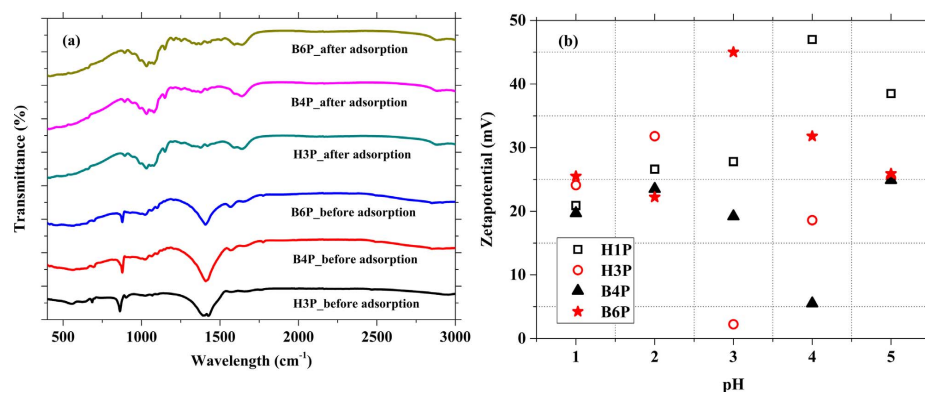 (a)
B6P_after adsorption
B4P_after adsorption
H3P_after adsorption
B6P_before adsorption
B4P_before adsorption
H3P_before adsorption
Transmittance (%)
500 1000 1500 2000 2500 3000
Wavelength (cm⁻¹)
(b)
50
40
30
20
10
0
Zetapotential (mV)
H1P
H3P
B4P
B6P
1 2 3 4 5
pH